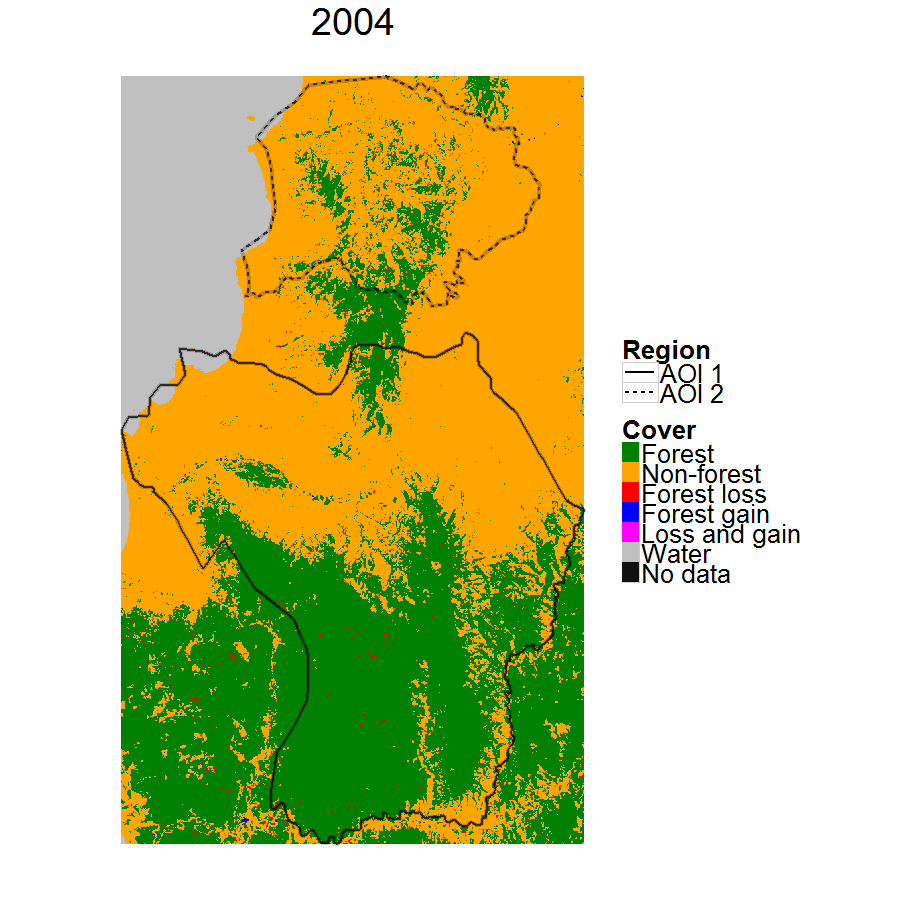 2004
Region
AOI 1
AOI 2
Cover
Forest
Non-forest
Forest loss
Forest gain
Loss and gain
Water
No data